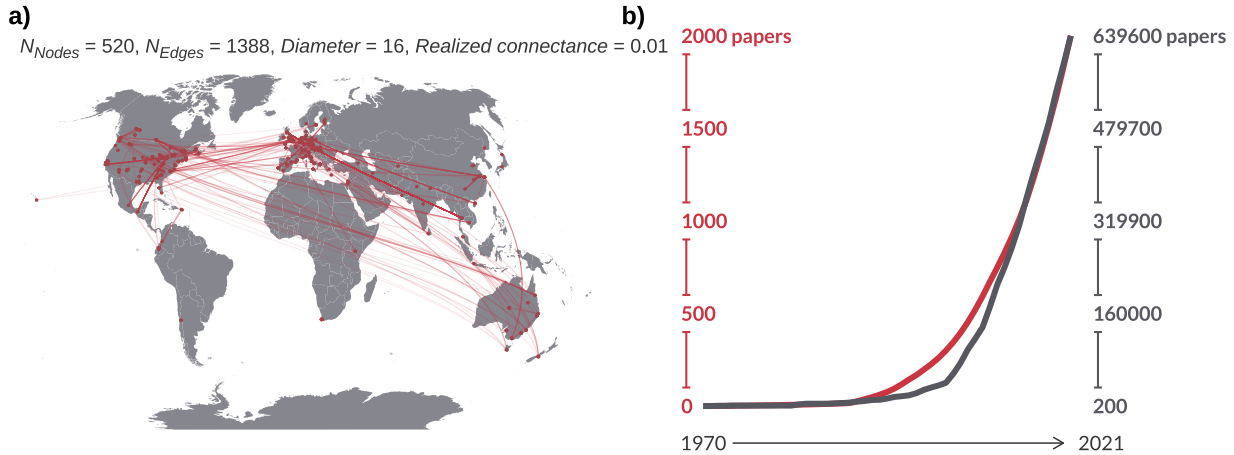 a)
N_Nodes = 520, N_Edges = 1388, Diameter = 16, Realized connectance = 0.01
b)
2000 papers
1500
1000
500
0
639600 papers
479700
319900
160000
200
1970
2021